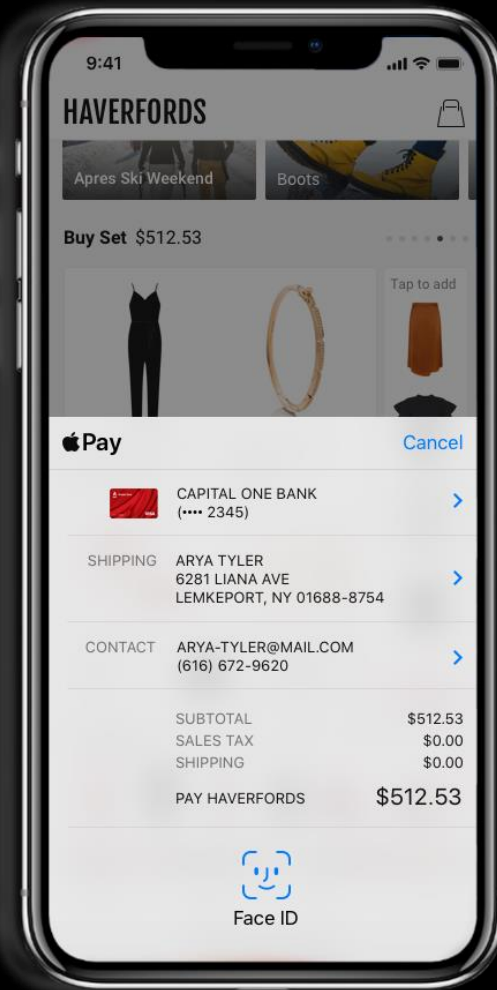 9:41
HAVERFORDS
Apres Ski Weekend
Boots
Buy Set $512.53
Tap to add
Pay
Cancel
CAPITAL ONE BANK
(•••• 2345)
SHIPPING
ARYA TYLER
6281 LIANA AVE
LEMKEPORT, NY 01688-8754
CONTACT
ARYA-TYLER@MAIL.COM
(616) 672-9620
SUBTOTAL $512.53
SALES TAX $0.00
SHIPPING $0.00
PAY HAVERFORDS $512.53
Face ID